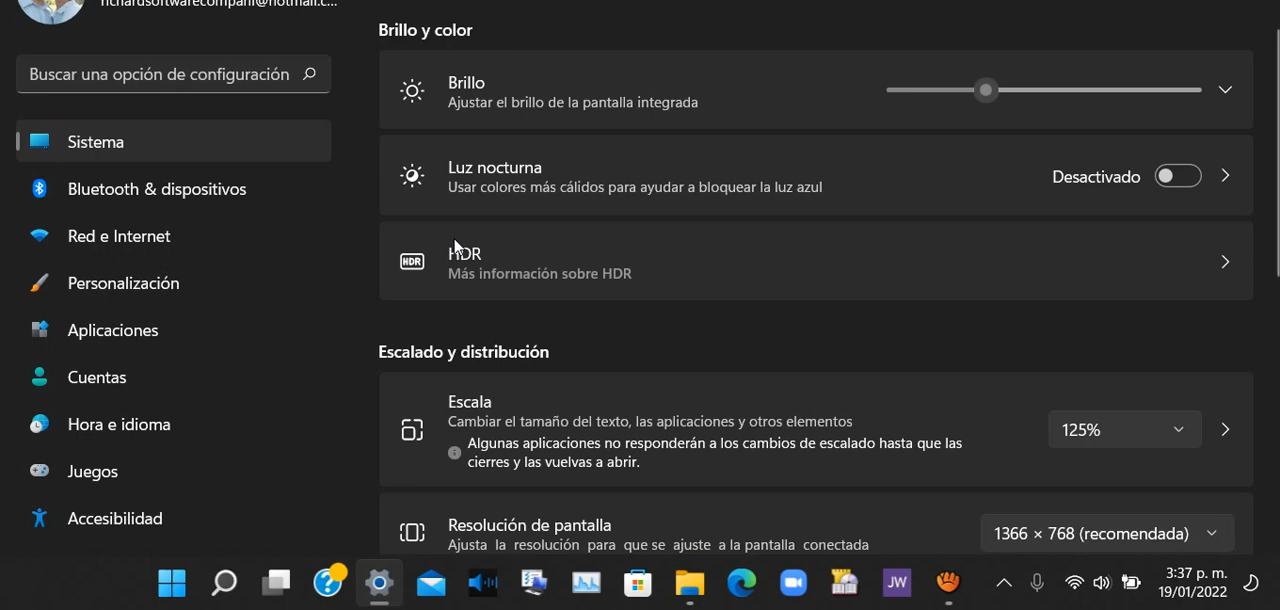 richardsoftwarecompani@hotmail.c...
Buscar una opción de configuración
Sistema
Bluetooth & dispositivos
Red e Internet
Personalización
Aplicaciones
Cuentas
Hora e idioma
Juegos
Accesibilidad
Brillo y color
Brillo
Ajustar el brillo de la pantalla integrada
Luz nocturna
Usar colores más cálidos para ayudar a bloquear la luz azul
Desactivado
HDR
HDR
Más información sobre HDR
Escalado y distribución
Escala
Cambiar el tamaño del texto, las aplicaciones y otros elementos
Algunas aplicaciones no responderán a los cambios de escalado hasta que las
cierres y las vuelvas a abrir.
125%
Resolución de pantalla
Ajusta la resolución para que se ajuste a la pantalla conectada
1366 × 768 (recomendada)
JW
3:37 p. m.
19/01/2022